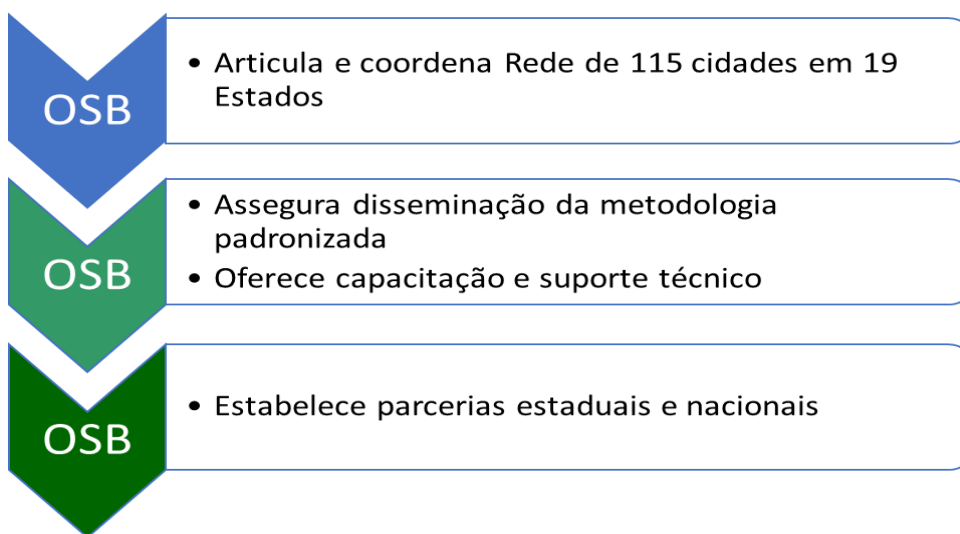 OSB
• Articula e coordena Rede de 115 cidades em 19
Estados
OSB
• Assegura disseminação da metodologia
padronizada
• Oferece capacitação e suporte técnico
OSB
• Estabelece parcerias estaduais e nacionais